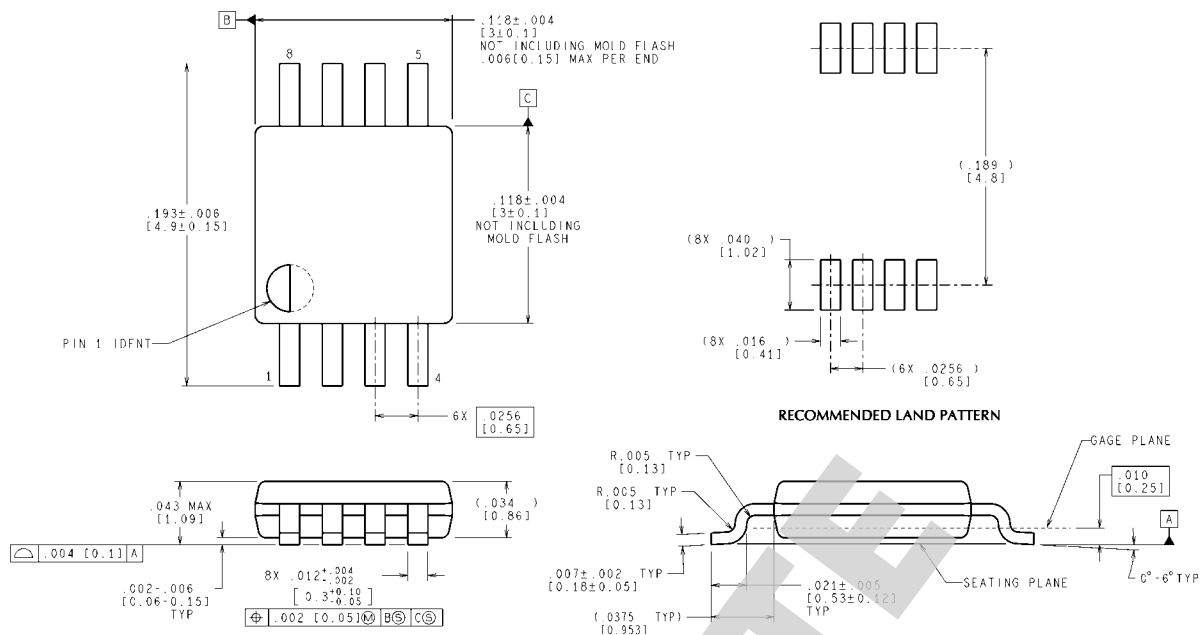 B
.118±.004
[3±0.1]
NOT INCLUDING MOLD FLASH
.006[0.15] MAX PER END
8
5
C
.193±.006
[4.9±0.15]
.118±.004
[3±0.1]
NOT INCLUDING
MOLD FLASH
PIN 1 IDENT
1
4
6X .0256
[0.65]
(.189 )
[4.8]
(8X .040 )
[1.02]
(8X .016 )
[0.41]
(6X .0256 )
[0.65]
RECOMMENDED LAND PATTERN
.043 MAX
[1.09]
(.034 )
[0.86]
.004 [0.1] A
.002-.006
[0.06-0.15]
TYP
8X .012+.004
-.002
[0.3+0.10
-0.05]
.002 [0.05]Ⓜ BⓈ CⓈ
R.005 TYP
[0.13]
R.005 TYP
[0.13]
GAGE PLANE
.010
[0.25]
A
.007±.002 TYP
[0.18±0.05]
.021±.005
[0.53±0.12]
TYP
SEATING PLANE
0°-6° TYP
(.0375 TYP)
[0.953]